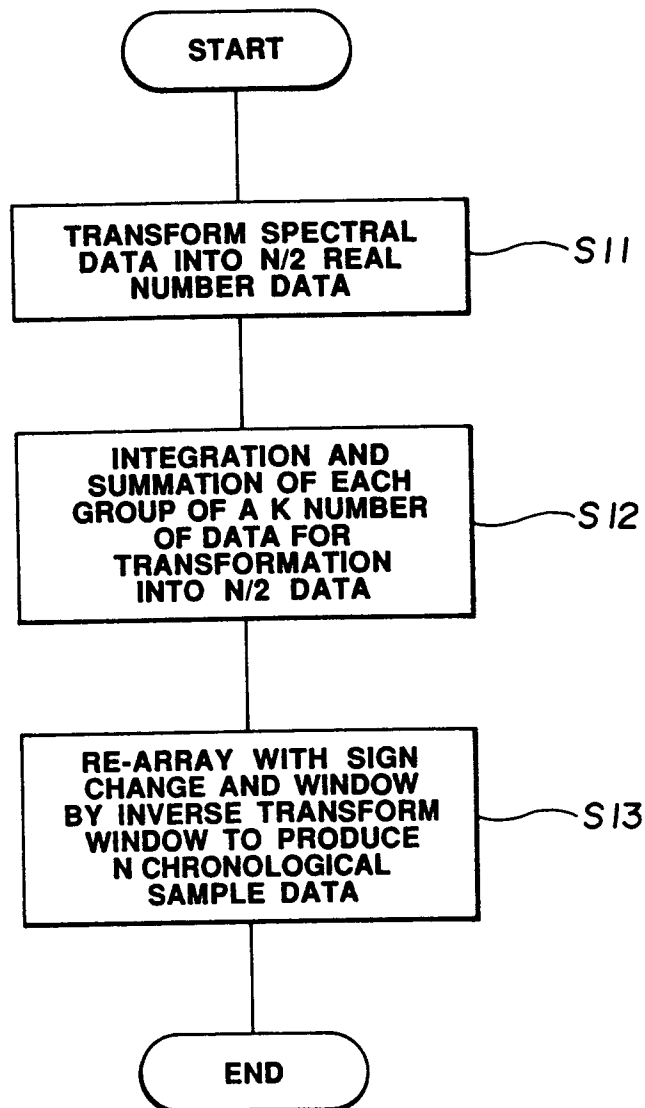 START
TRANSFORM SPECTRAL
DATA INTO N/2 REAL
NUMBER DATA
S11
INTEGRATION AND
SUMMATION OF EACH
GROUP OF A K NUMBER
OF DATA FOR
TRANSFORMATION
INTO N/2 DATA
S12
RE-ARRAY WITH SIGN
CHANGE AND WINDOW
BY INVERSE TRANSFORM
WINDOW TO PRODUCE
N CHRONOLOGICAL
SAMPLE DATA
S13
END